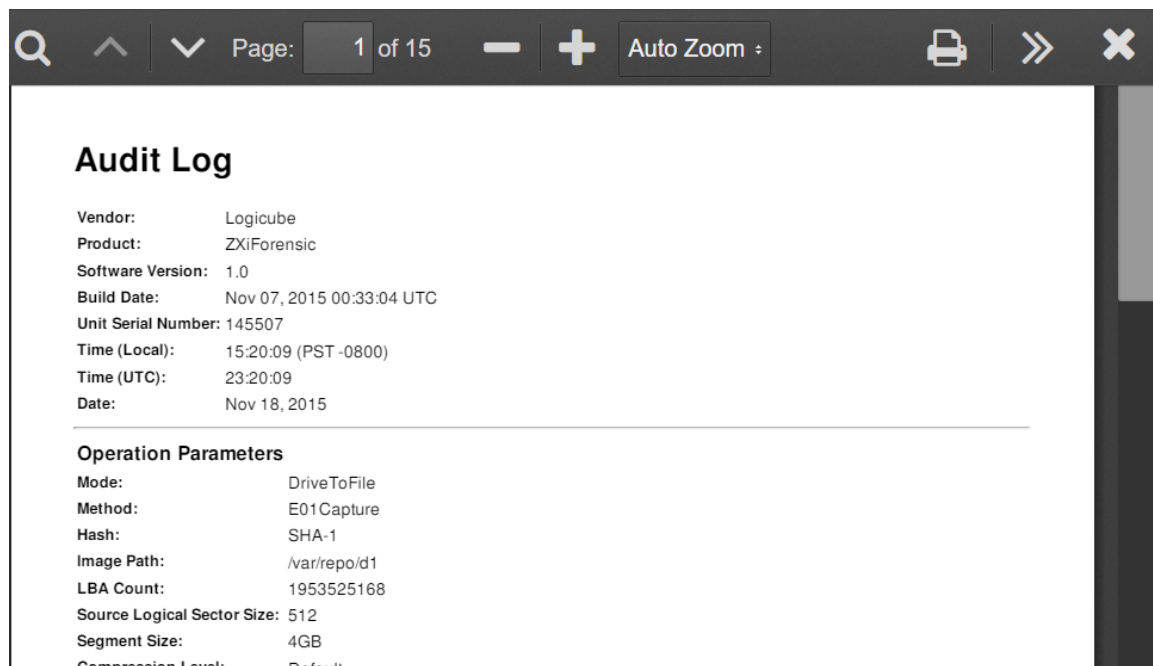 Page: 1 of 15 Auto Zoom
Audit Log
Vendor: Logicube
Product: ZXiForensic
Software Version: 1.0
Build Date: Nov 07, 2015 00:33:04 UTC
Unit Serial Number: 145507
Time (Local): 15:20:09 (PST -0800)
Time (UTC): 23:20:09
Date: Nov 18, 2015
Operation Parameters
Mode: DriveToFile
Method: E01Capture
Hash: SHA-1
Image Path: /var/repo/d1
LBA Count: 1953525168
Source Logical Sector Size: 512
Segment Size: 4GB
Compression Level: Default